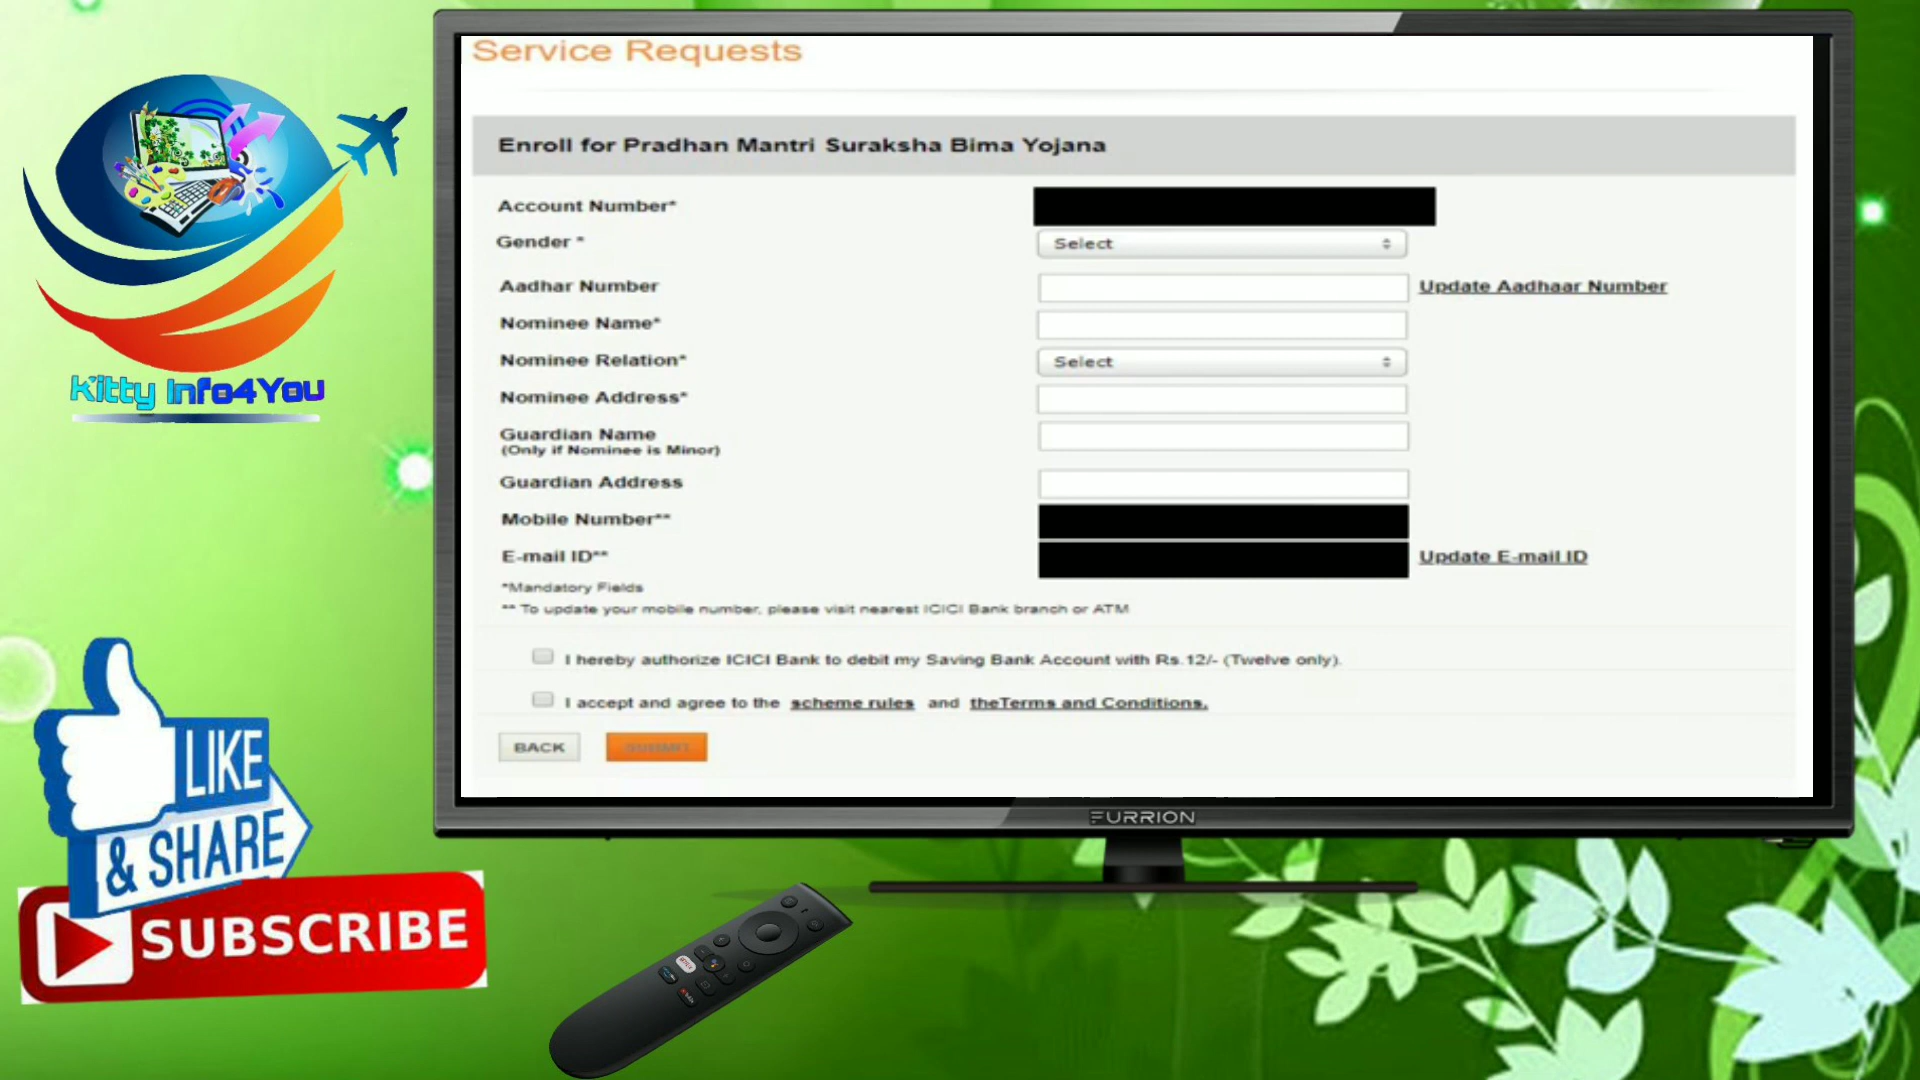 Service Requests
Enroll for Pradhan Mantri Suraksha Bima Yojana
Account Number*
Gender * Select
Aadhar Number Update Aadhaar Number
Nominee Name*
Nominee Relation* Select
Nominee Address*
Guardian Name
(Only if Nominee is Minor)
Guardian Address
Mobile Number**
E-mail ID** Update E-mail ID
*Mandatory Fields
** To update your mobile number, please visit nearest ICICI Bank branch or ATM
I hereby authorize ICICI Bank to debit my Saving Bank Account with Rs.12/- (Twelve only).
I accept and agree to the scheme rules and theTerms and Conditions.
BACK SUBMIT
FURRION
Kitty Info4You
LIKE
& SHARE
SUBSCRIBE